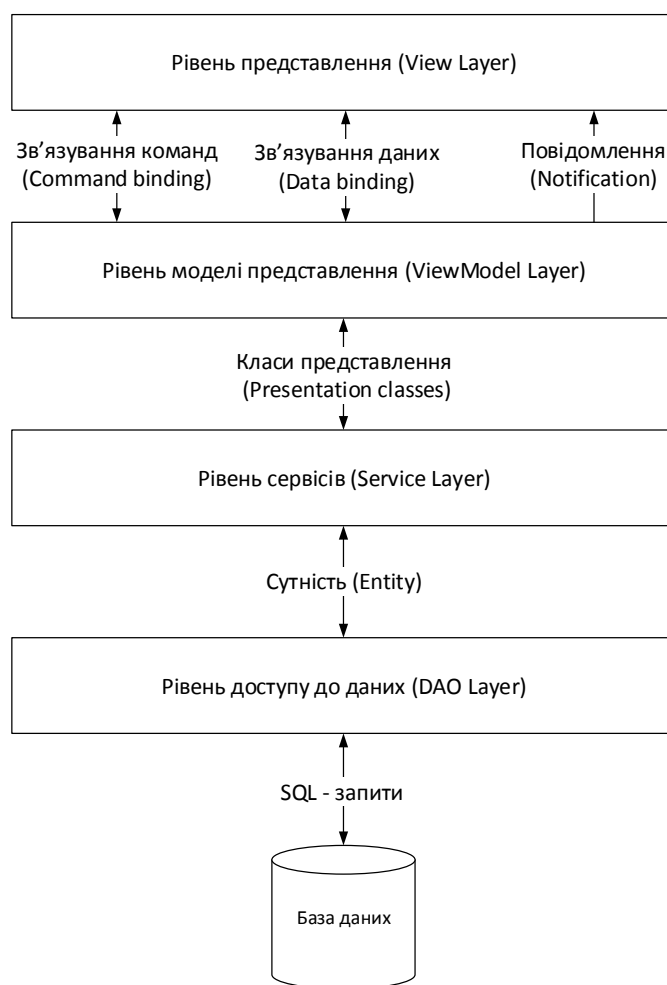 Рівень представлення (View Layer)
Зв’язування команд
(Command binding)
Зв’язування даних
(Data binding)
Повідомлення
(Notification)
Рівень моделі представлення (ViewModel Layer)
Класи представлення
(Presentation classes)
Рівень сервісів (Service Layer)
Сутність (Entity)
Рівень доступу до даних (DAO Layer)
SQL - запити
База даних